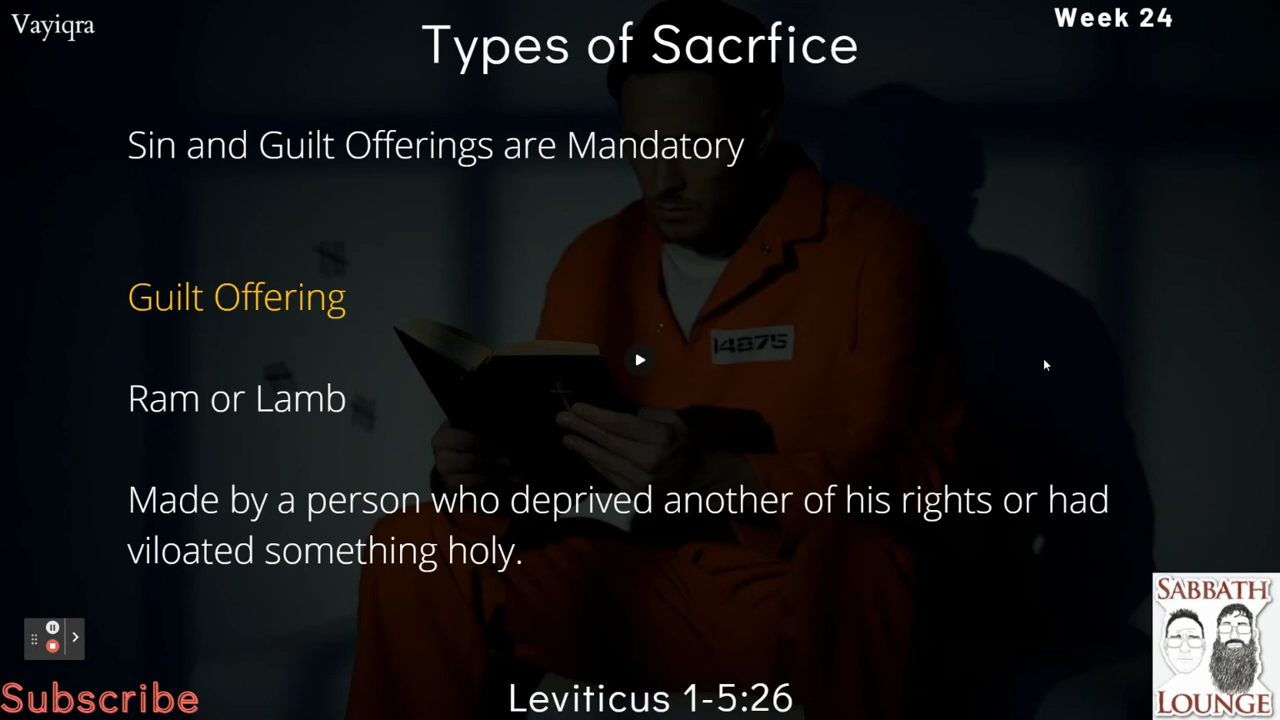 Vayiqra
Week 24
Types of Sacrfice
Sin and Guilt Offerings are Mandatory
Guilt Offering
14875
Ram or Lamb
Made by a person who deprived another of his rights or had
viloated something holy.
SABBATH
LOUNGE
Subscribe
Leviticus 1-5:26